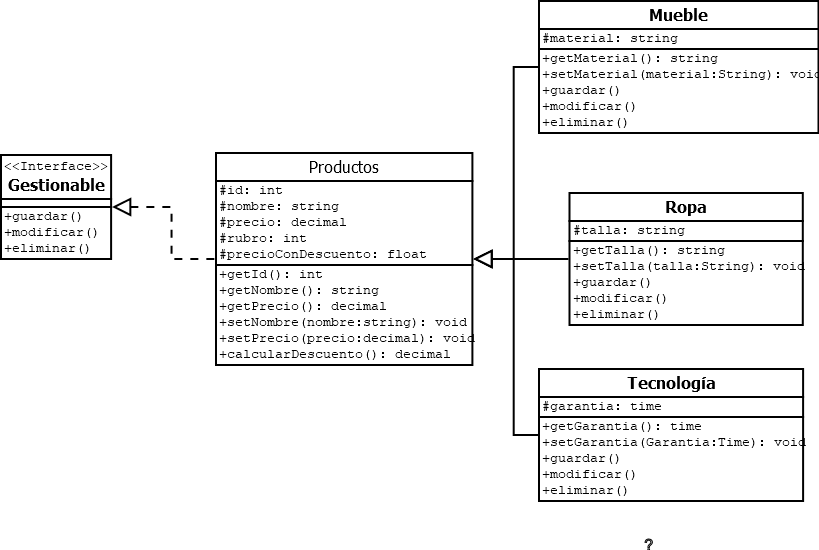 <<Interface>>
Gestionable
+guardar()
+modificar()
+eliminar()
Productos
#id: int
#nombre: string
#precio: decimal
#rubro: int
#precioConDescuento: float
+getId(): int
+getNombre(): string
+getPrecio(): decimal
+setNombre(nombre:string): void
+setPrecio(precio:decimal): void
+calcularDescuento(): decimal
Mueble
#material: string
+getMaterial(): string
+setMaterial(material:String): void
+guardar()
+modificar()
+eliminar()
Ropa
#talla: string
+getTalla(): string
+setTalla(talla:String): void
+guardar()
+modificar()
+eliminar()
Tecnología
#garantia: time
+getGarantia(): time
+setGarantia(Garantia:Time): void
+guardar()
+modificar()
+eliminar()
?